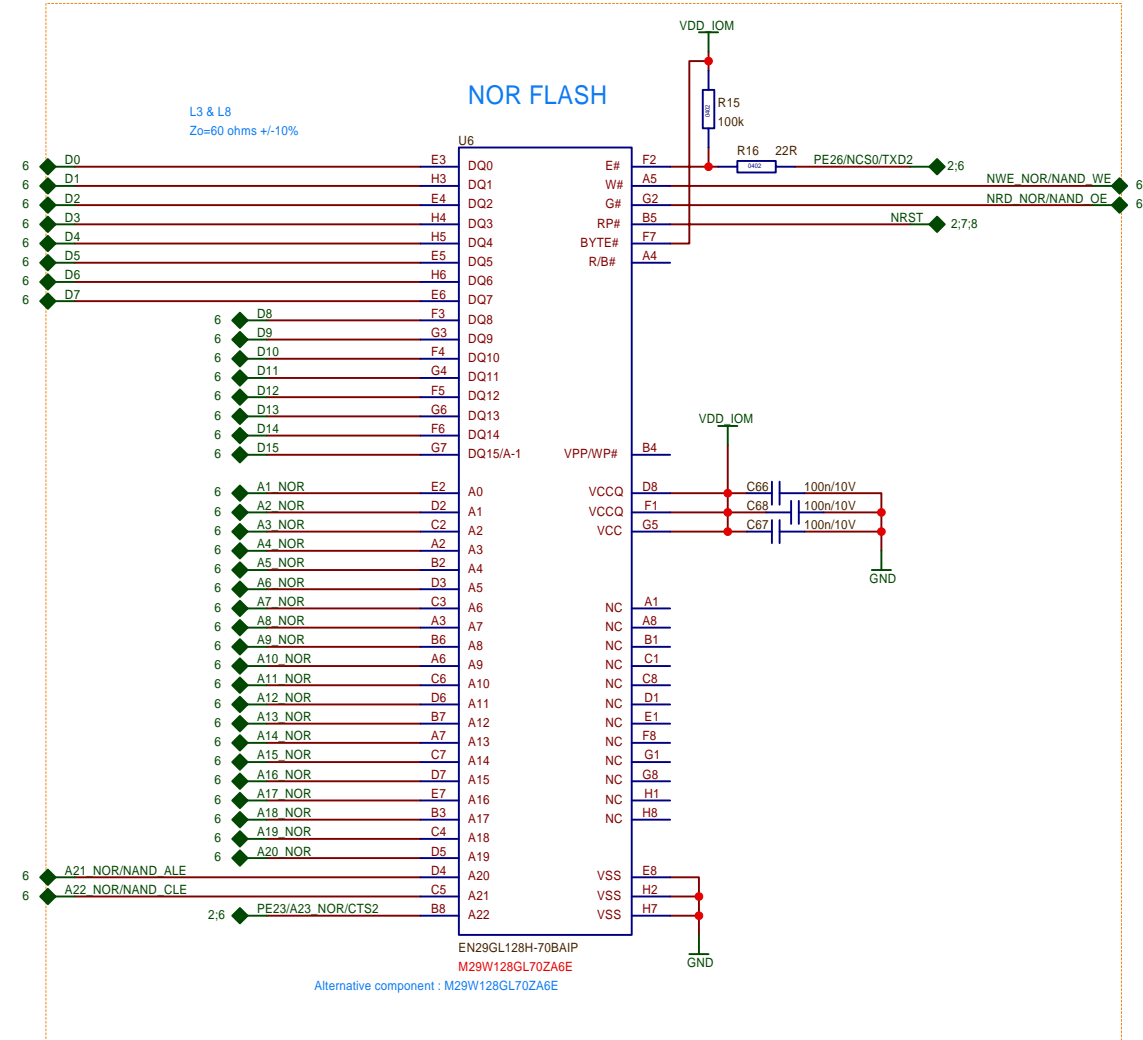 VDD_IOM
NOR FLASH
L3 & L8
Zo=60 ohms +/-10%
0402
R15
100k
U6
R16 22R
6 D0 E3 DQ0 E# F2 0402 PE26/NCS0/TXD2 2;6
6 D1 H3 DQ1 W# A5 NWE_NOR/NAND_WE 6
6 D2 E4 DQ2 G# G2 NRD_NOR/NAND_OE 6
6 D3 H4 DQ3 RP# B5 NRST 2;7;8
6 D4 H5 DQ4 BYTE# F7
6 D5 E5 DQ5 R/B# A4
6 D6 H6 DQ6
6 D7 E6 DQ7
6 D8 F3 DQ8
6 D9 G3 DQ9
6 D10 F4 DQ10
6 D11 G4 DQ11
6 D12 F5 DQ12
6 D13 G6 DQ13
VDD_IOM
6 D14 F6 DQ14
6 D15 G7 DQ15/A-1 VPP/WP# B4
6 A1_NOR E2 A0 VCCQ D8 C66 100n/10V
6 A2_NOR D2 A1 VCCQ F1 C68 100n/10V
6 A3_NOR C2 A2 VCC G5 C67 100n/10V
6 A4_NOR A2 A3
6 A5_NOR B2 A4
GND
6 A6_NOR D3 A5
6 A7_NOR C3 A6 NC A1
6 A8_NOR A3 A7 NC A8
6 A9_NOR B6 A8 NC B1
6 A10_NOR A6 A9 NC C1
6 A11_NOR C6 A10 NC C8
6 A12_NOR D6 A11 NC D1
6 A13_NOR B7 A12 NC E1
6 A14_NOR A7 A13 NC F8
6 A15_NOR C7 A14 NC G1
6 A16_NOR D7 A15 NC G8
6 A17_NOR E7 A16 NC H1
6 A18_NOR B3 A17 NC H8
6 A19_NOR C4 A18
6 A20_NOR D5 A19
6 A21_NOR/NAND_ALE D4 A20 VSS E8
6 A22_NOR/NAND_CLE C5 A21 VSS H2
2;6 PE23/A23_NOR/CTS2 B8 A22 VSS H7
EN29GL128H-70BAIP
GND
M29W128GL70ZA6E
Alternative component : M29W128GL70ZA6E